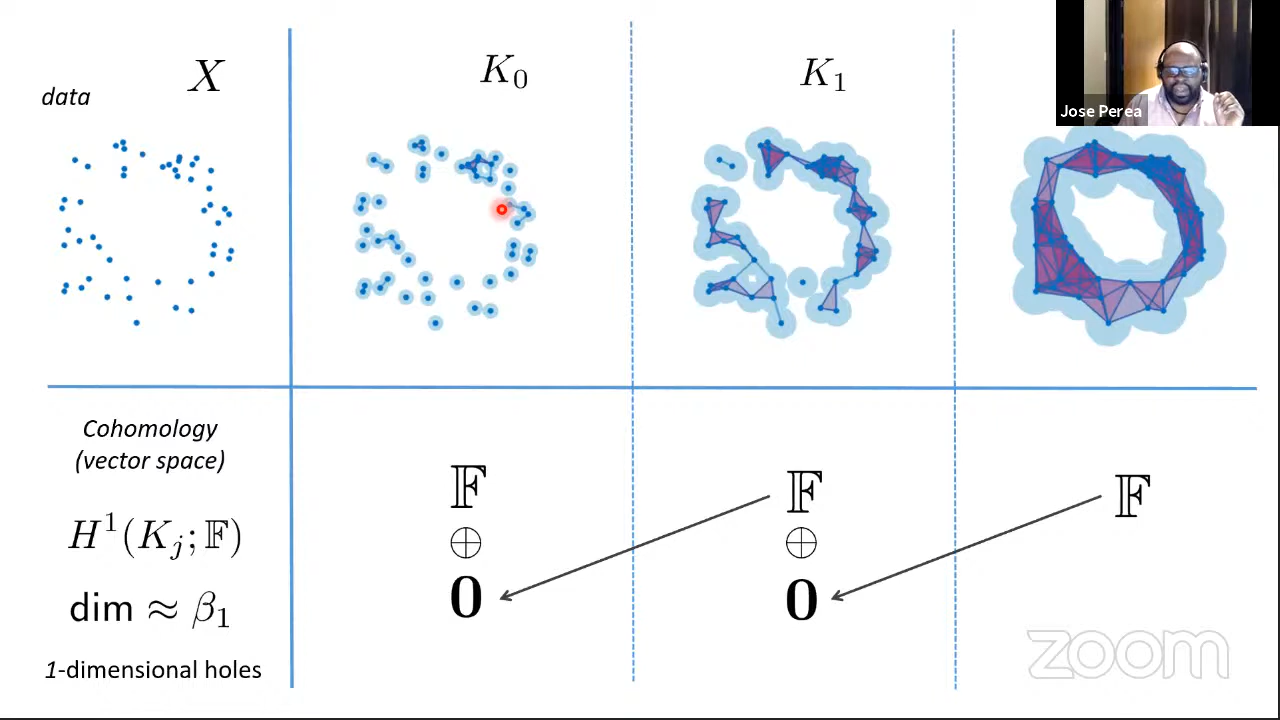 data
X
K₀
K₁
Jose Perea
Cohomology
(vector space)
H¹(Kⱼ; 𝔽)
dim ≈ β₁
1-dimensional holes
𝔽
⊕
0
𝔽
⊕
0
𝔽
zoom